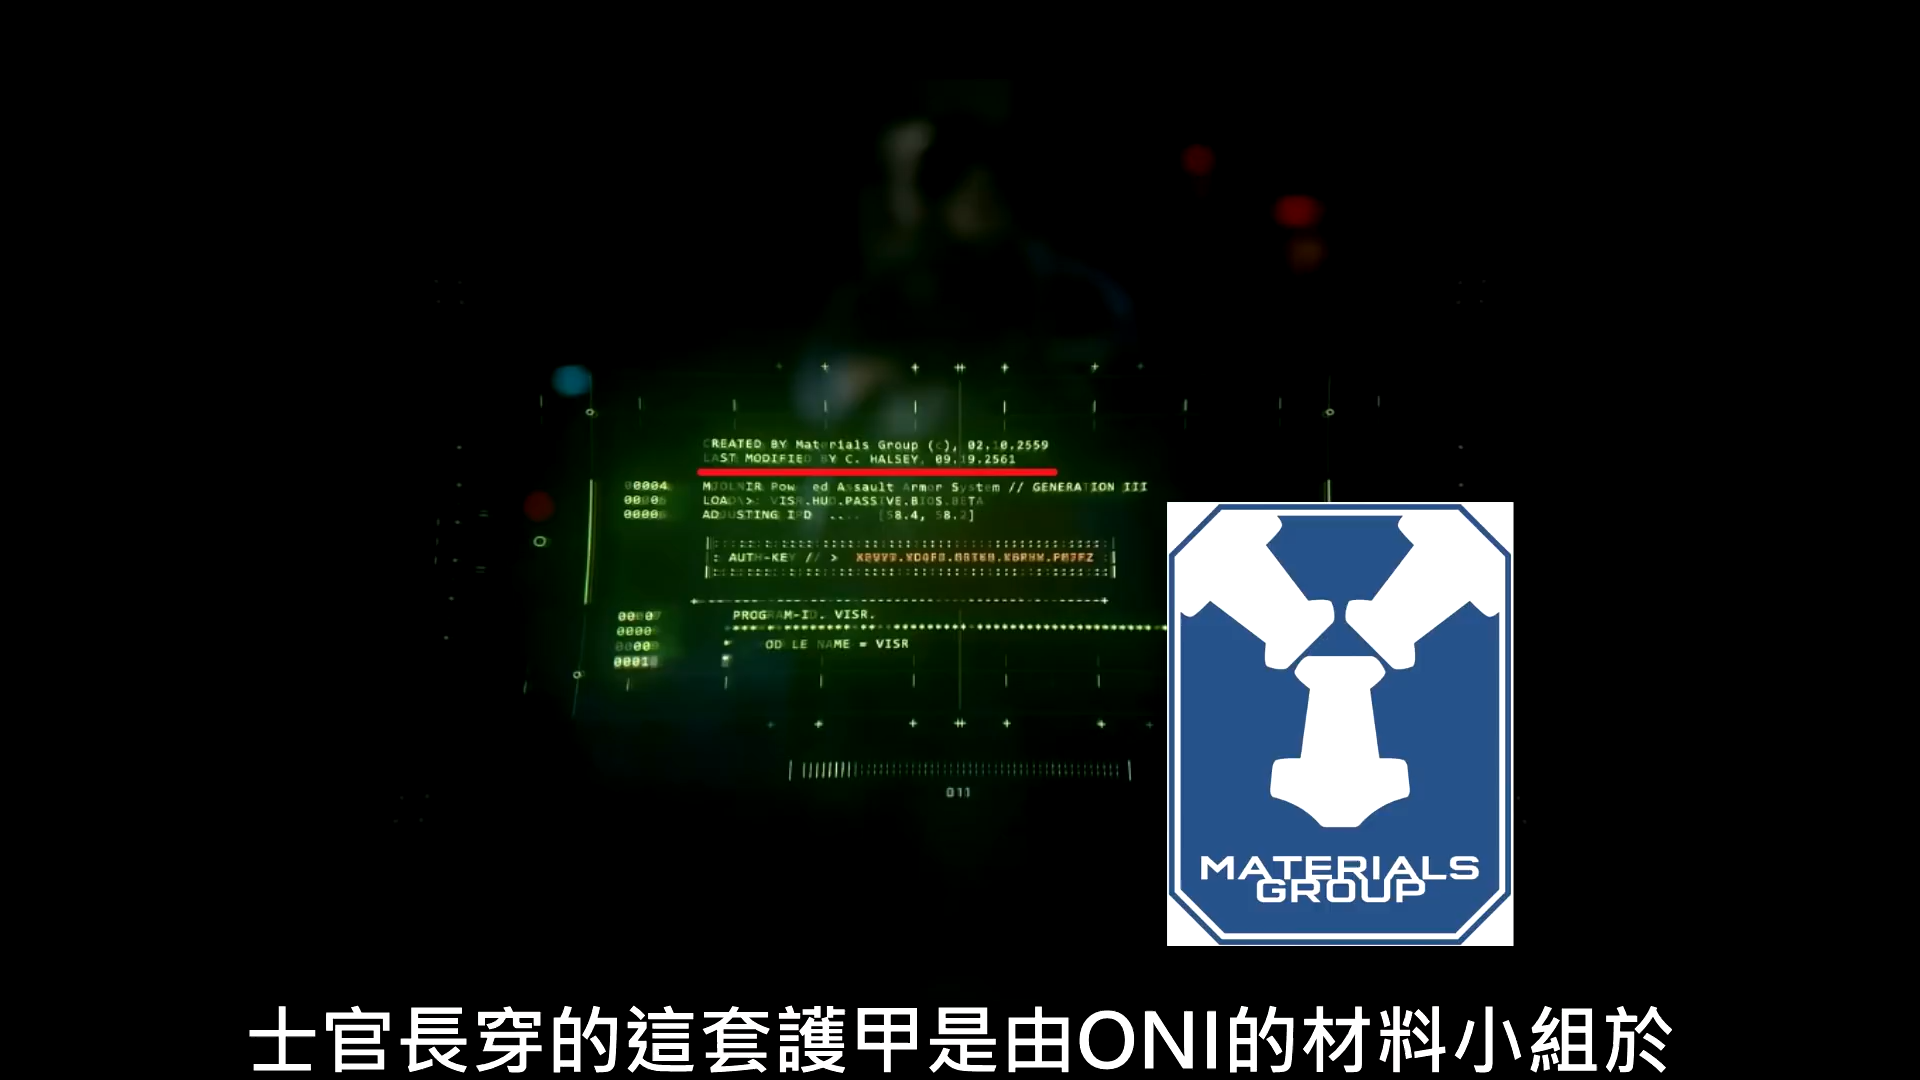 CREATED BY Materials Group (c), 02.10.2559
LAST MODIFIED BY C. HALSEY, 09.19.2561
00004 MJOLNIR Powered Assault Armor System // GENERATION III
LOAD\>: VISR.HUD.PASSIVE.BIOS.BETA
ADJUSTING IPD .... [58.4, 58.2]
: AUTH-KEY // >
00007 PROGRAM-ID. VISR.
MODULE NAME = VISR
00010
011
MATERIALS
GROUP
士官長穿的這套護甲是由ONI的材料小組於